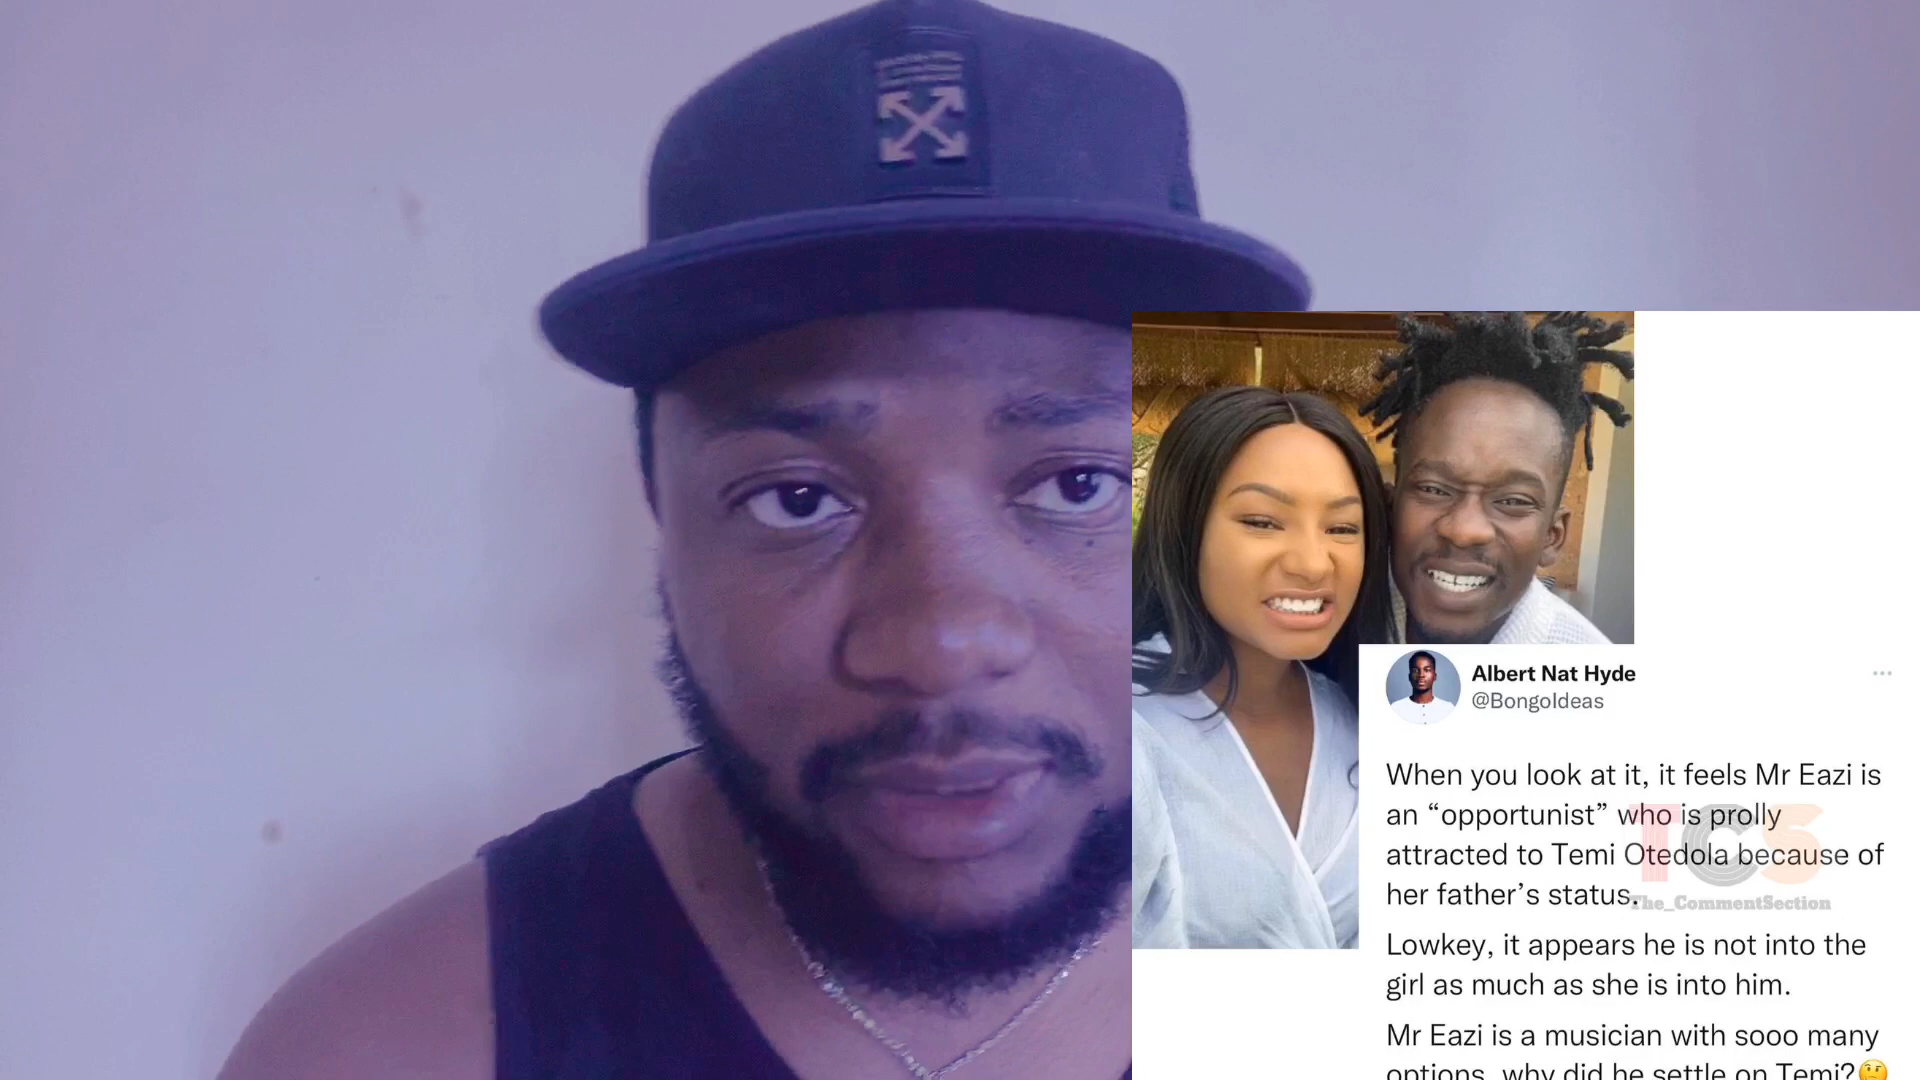 Albert Nat Hyde
@BongoIdeas
When you look at it, it feels Mr Eazi is
an “opportunist” who is prolly
attracted to Temi Otedola because of
her father’s status.
TCS
The_CommentSection
Lowkey, it appears he is not into the
girl as much as she is into him.
Mr Eazi is a musician with sooo many
options, why did he settle on Temi?🤔